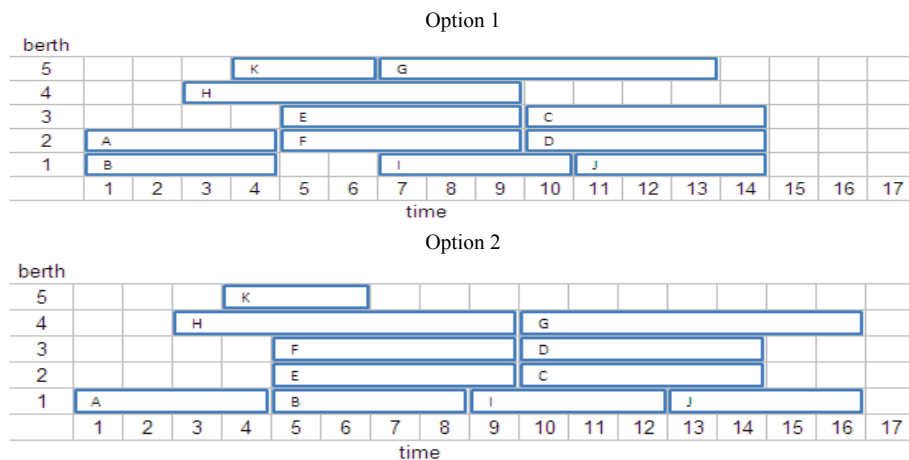 Option 1
berth
5 K G
4 H
3 E C
2 A F D
1 B I J
1 2 3 4 5 6 7 8 9 10 11 12 13 14 15 16 17
time
Option 2
berth
5 K
4 H G
3 F D
2 E C
1 A B I J
1 2 3 4 5 6 7 8 9 10 11 12 13 14 15 16 17
time